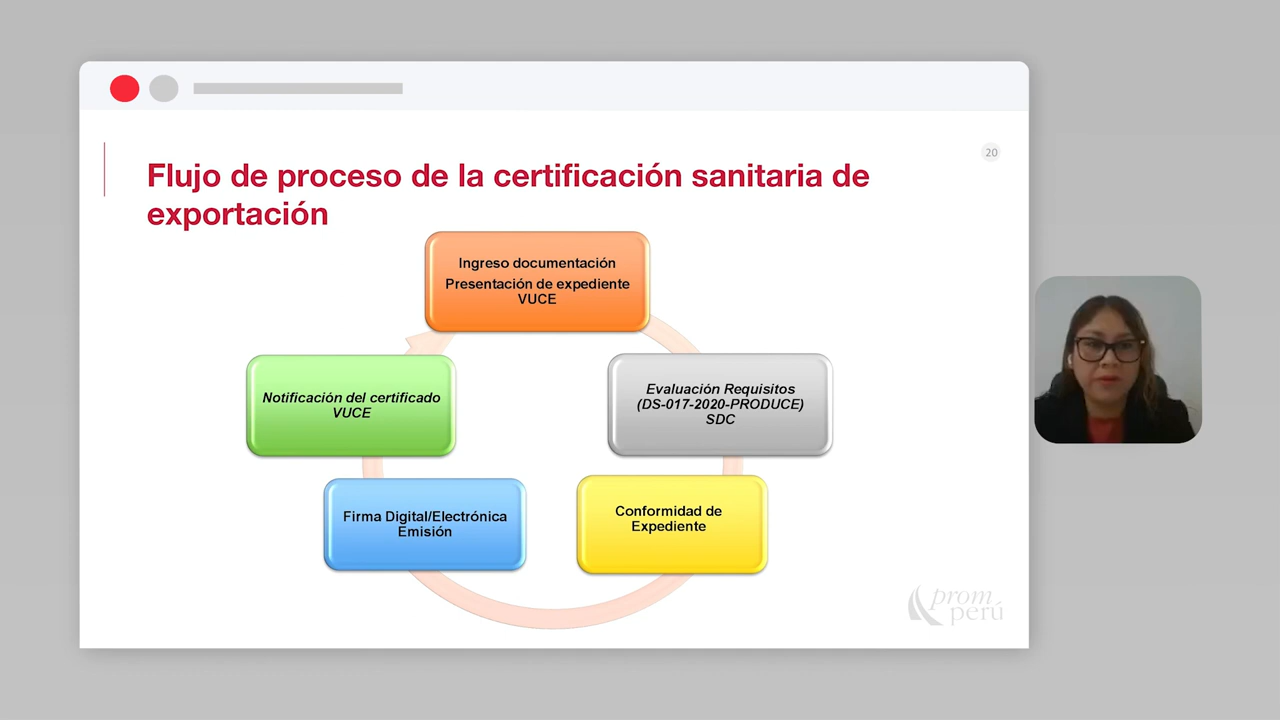 20
Flujo de proceso de la certificación sanitaria de
exportación
Ingreso documentación
Presentación de expediente
VUCE
Evaluación Requisitos
(DS-017-2020-PRODUCE)
SDC
Conformidad de
Expediente
Firma Digital/Electrónica
Emisión
Notificación del certificado
VUCE
prom
perú